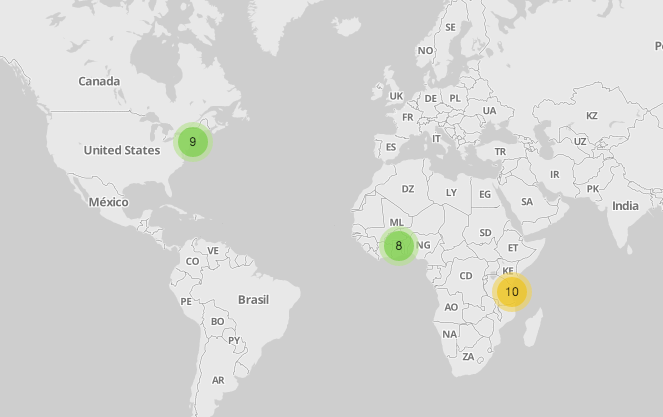 SE
NO
Canada
UK
DE
PL
KZ
FR
UA
UZ
IT
9
ES
United States
TR
IR
DZ
LY
EG
PK
México
SA
India
ML
SD
8
NG
ET
VE
CO
KE
CD
10
PE
Brasil
AO
BO
NA
PY
ZA
AR